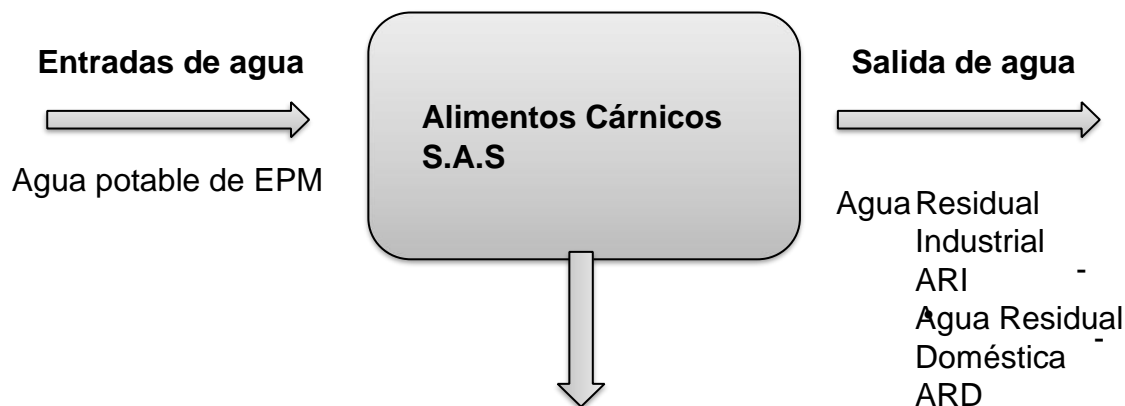 Entradas de agua
Agua potable de EPM
Alimentos Cárnicos
S.A.S
Salida de agua
Agua Residual
Industrial
ARI -
• Agua Residual
Doméstica -
ARD